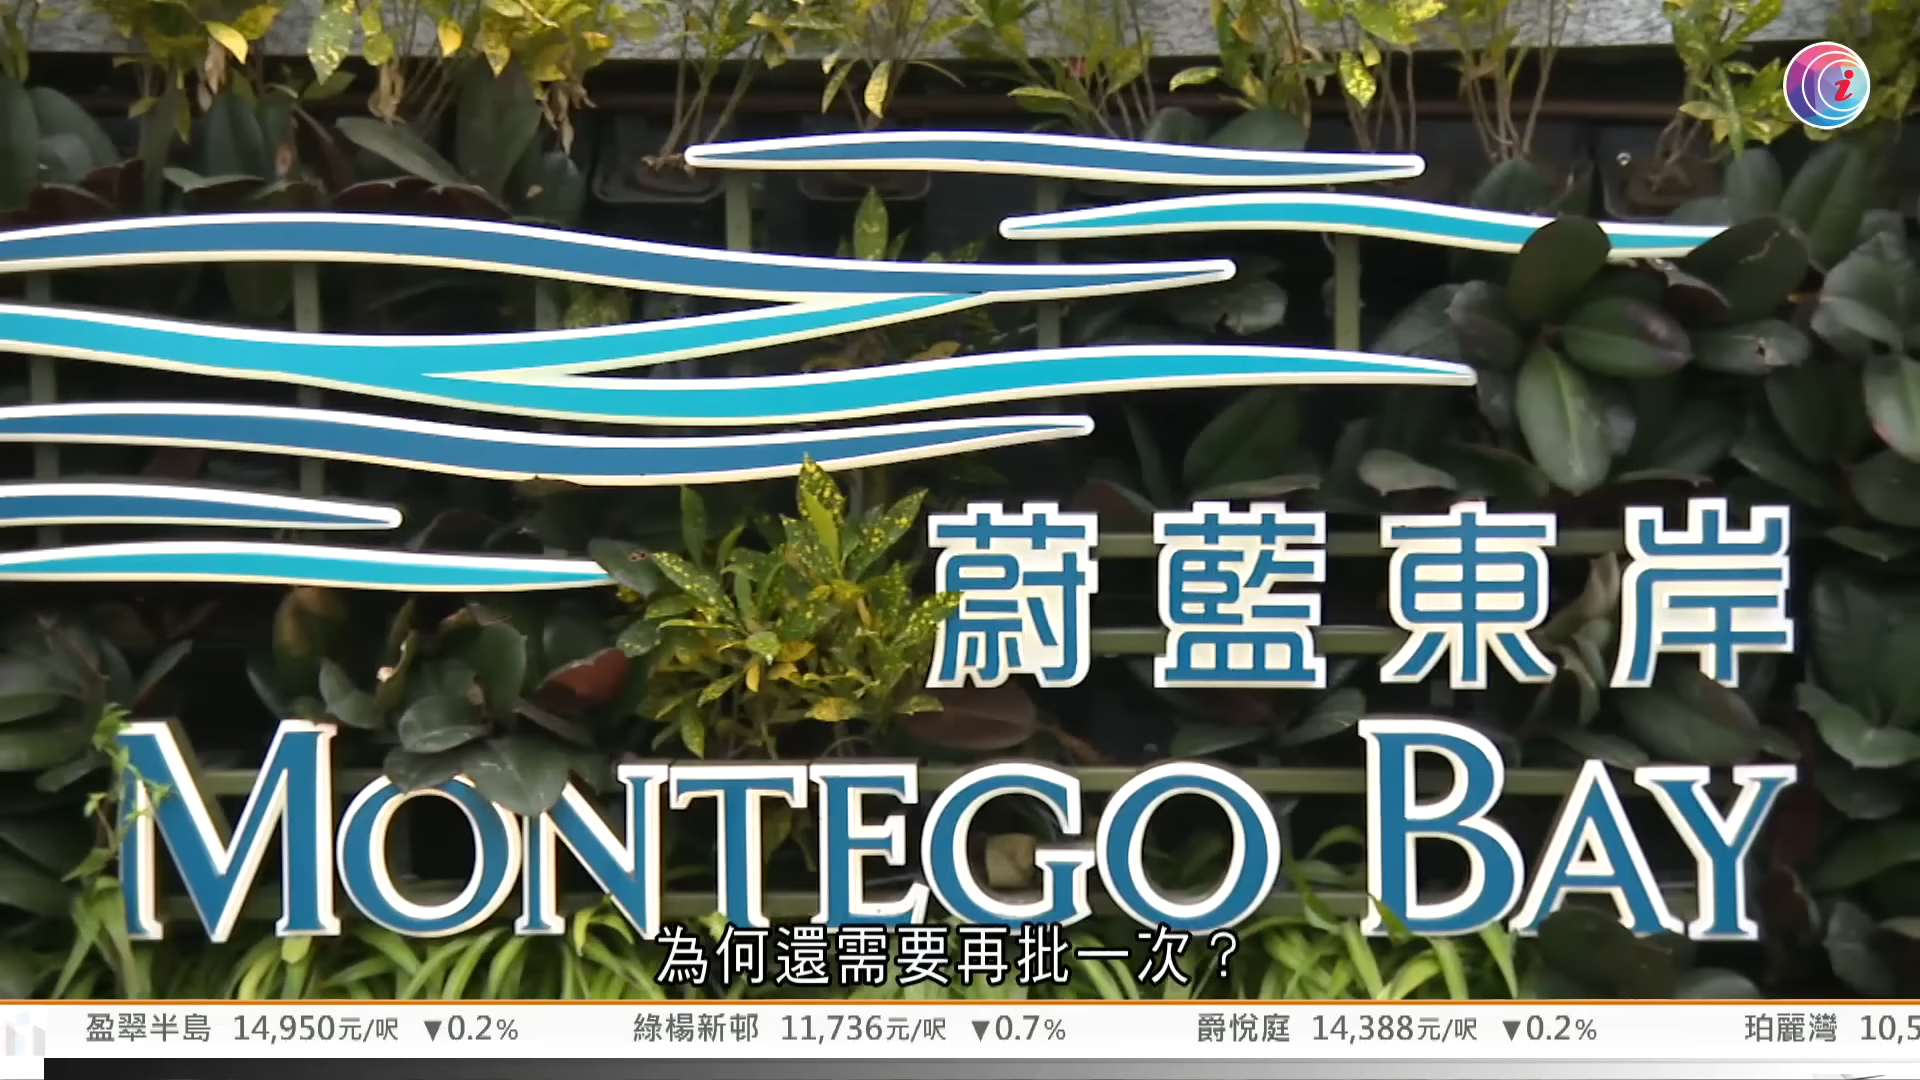 i
蔚藍東岸
MONTEGO BAY
為何還需要再批一次？
盈翠半島 14,950元/呎 ▼0.2% 綠楊新邨 11,736元/呎 ▼0.7% 爵悅庭 14,388元/呎 ▼0.2% 珀麗灣